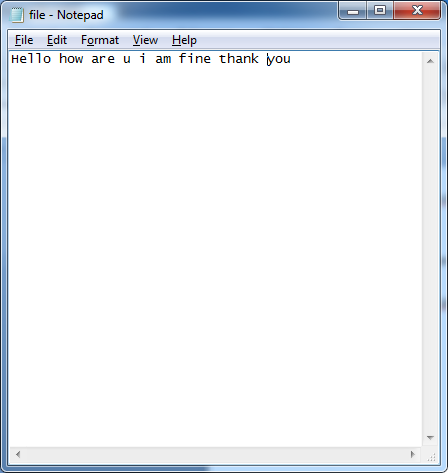 file - Notepad
File Edit Format View Help
Hello how are u i am fine thank you